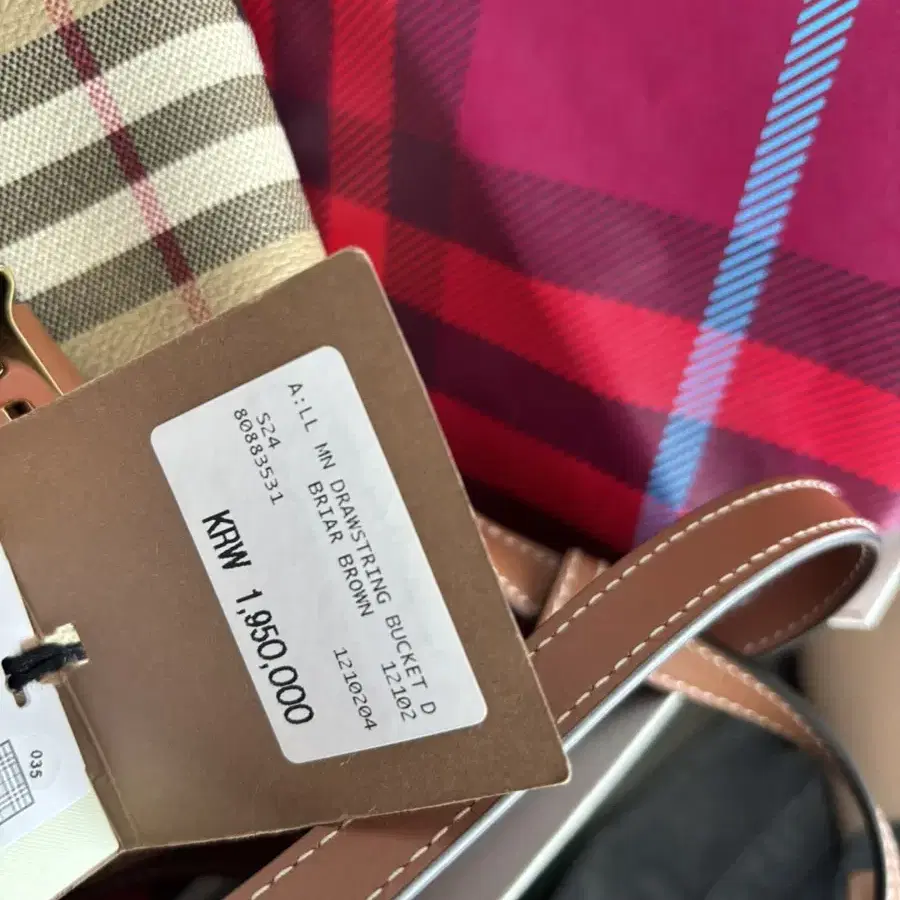 A:LL MN DRAWSTRING BUCKET D
BRIAR BROWN 12102
S24 1210204
80883531
KRW 1,950,000
035